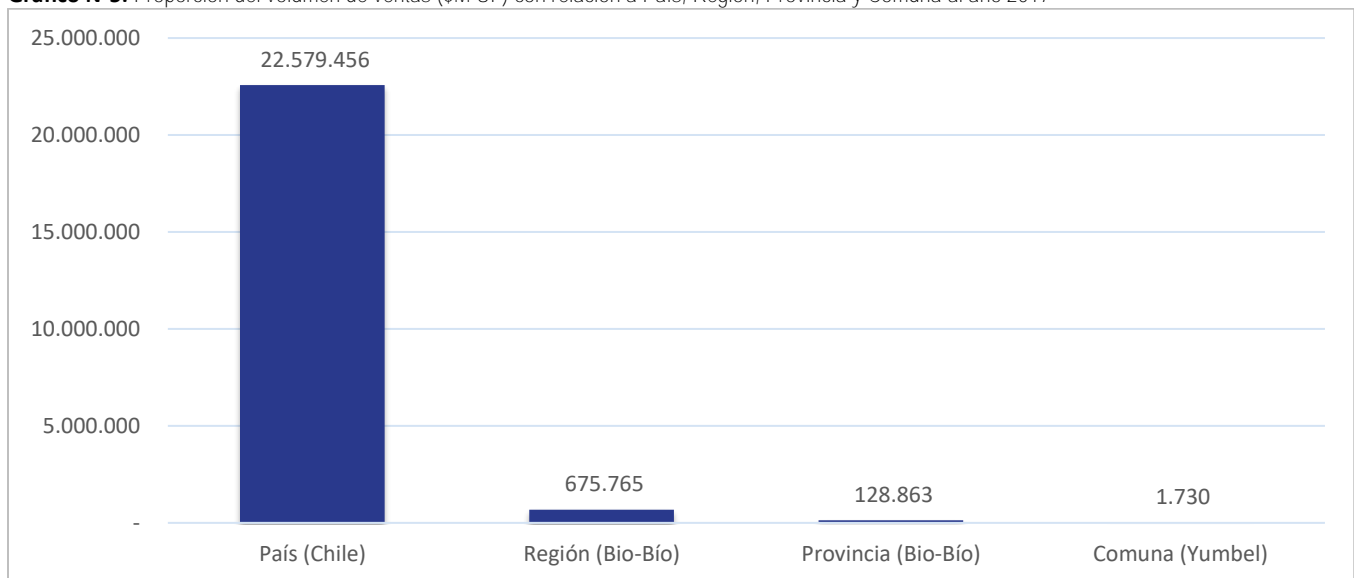 25.000.000
22.579.456
20.000.000
15.000.000
10.000.000
5.000.000
675.765
128.863
1.730
-
País (Chile)
Región (Bio-Bío)
Provincia (Bio-Bío)
Comuna (Yumbel)